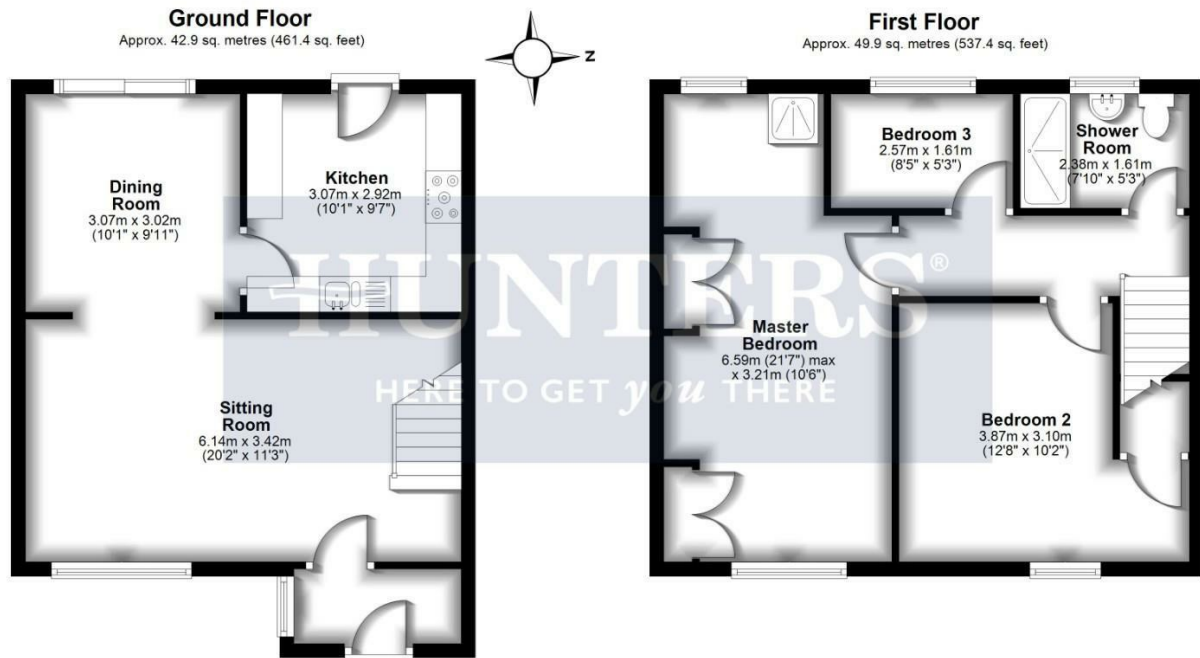 Ground Floor
Approx. 42.9 sq. metres (461.4 sq. feet)
Z
First Floor
Approx. 49.9 sq. metres (537.4 sq. feet)
Dining
Room
3.07m x 3.02m
(10'1" x 9'11")
Kitchen
3.07m x 2.92m
(10'1" x 9'7")
Sitting
Room
6.14m x 3.42m
(20'2" x 11'3")
Bedroom 3
2.57m x 1.61m
(8'5" x 5'3")
Shower
Room
2.38m x 1.61m
(7'10" x 5'3")
Master
Bedroom
6.59m (21'7") max
x 3.21m (10'6")
Bedroom 2
3.87m x 3.10m
(12'8" x 10'2")
HUNTERS®
HERE TO GET you THERE